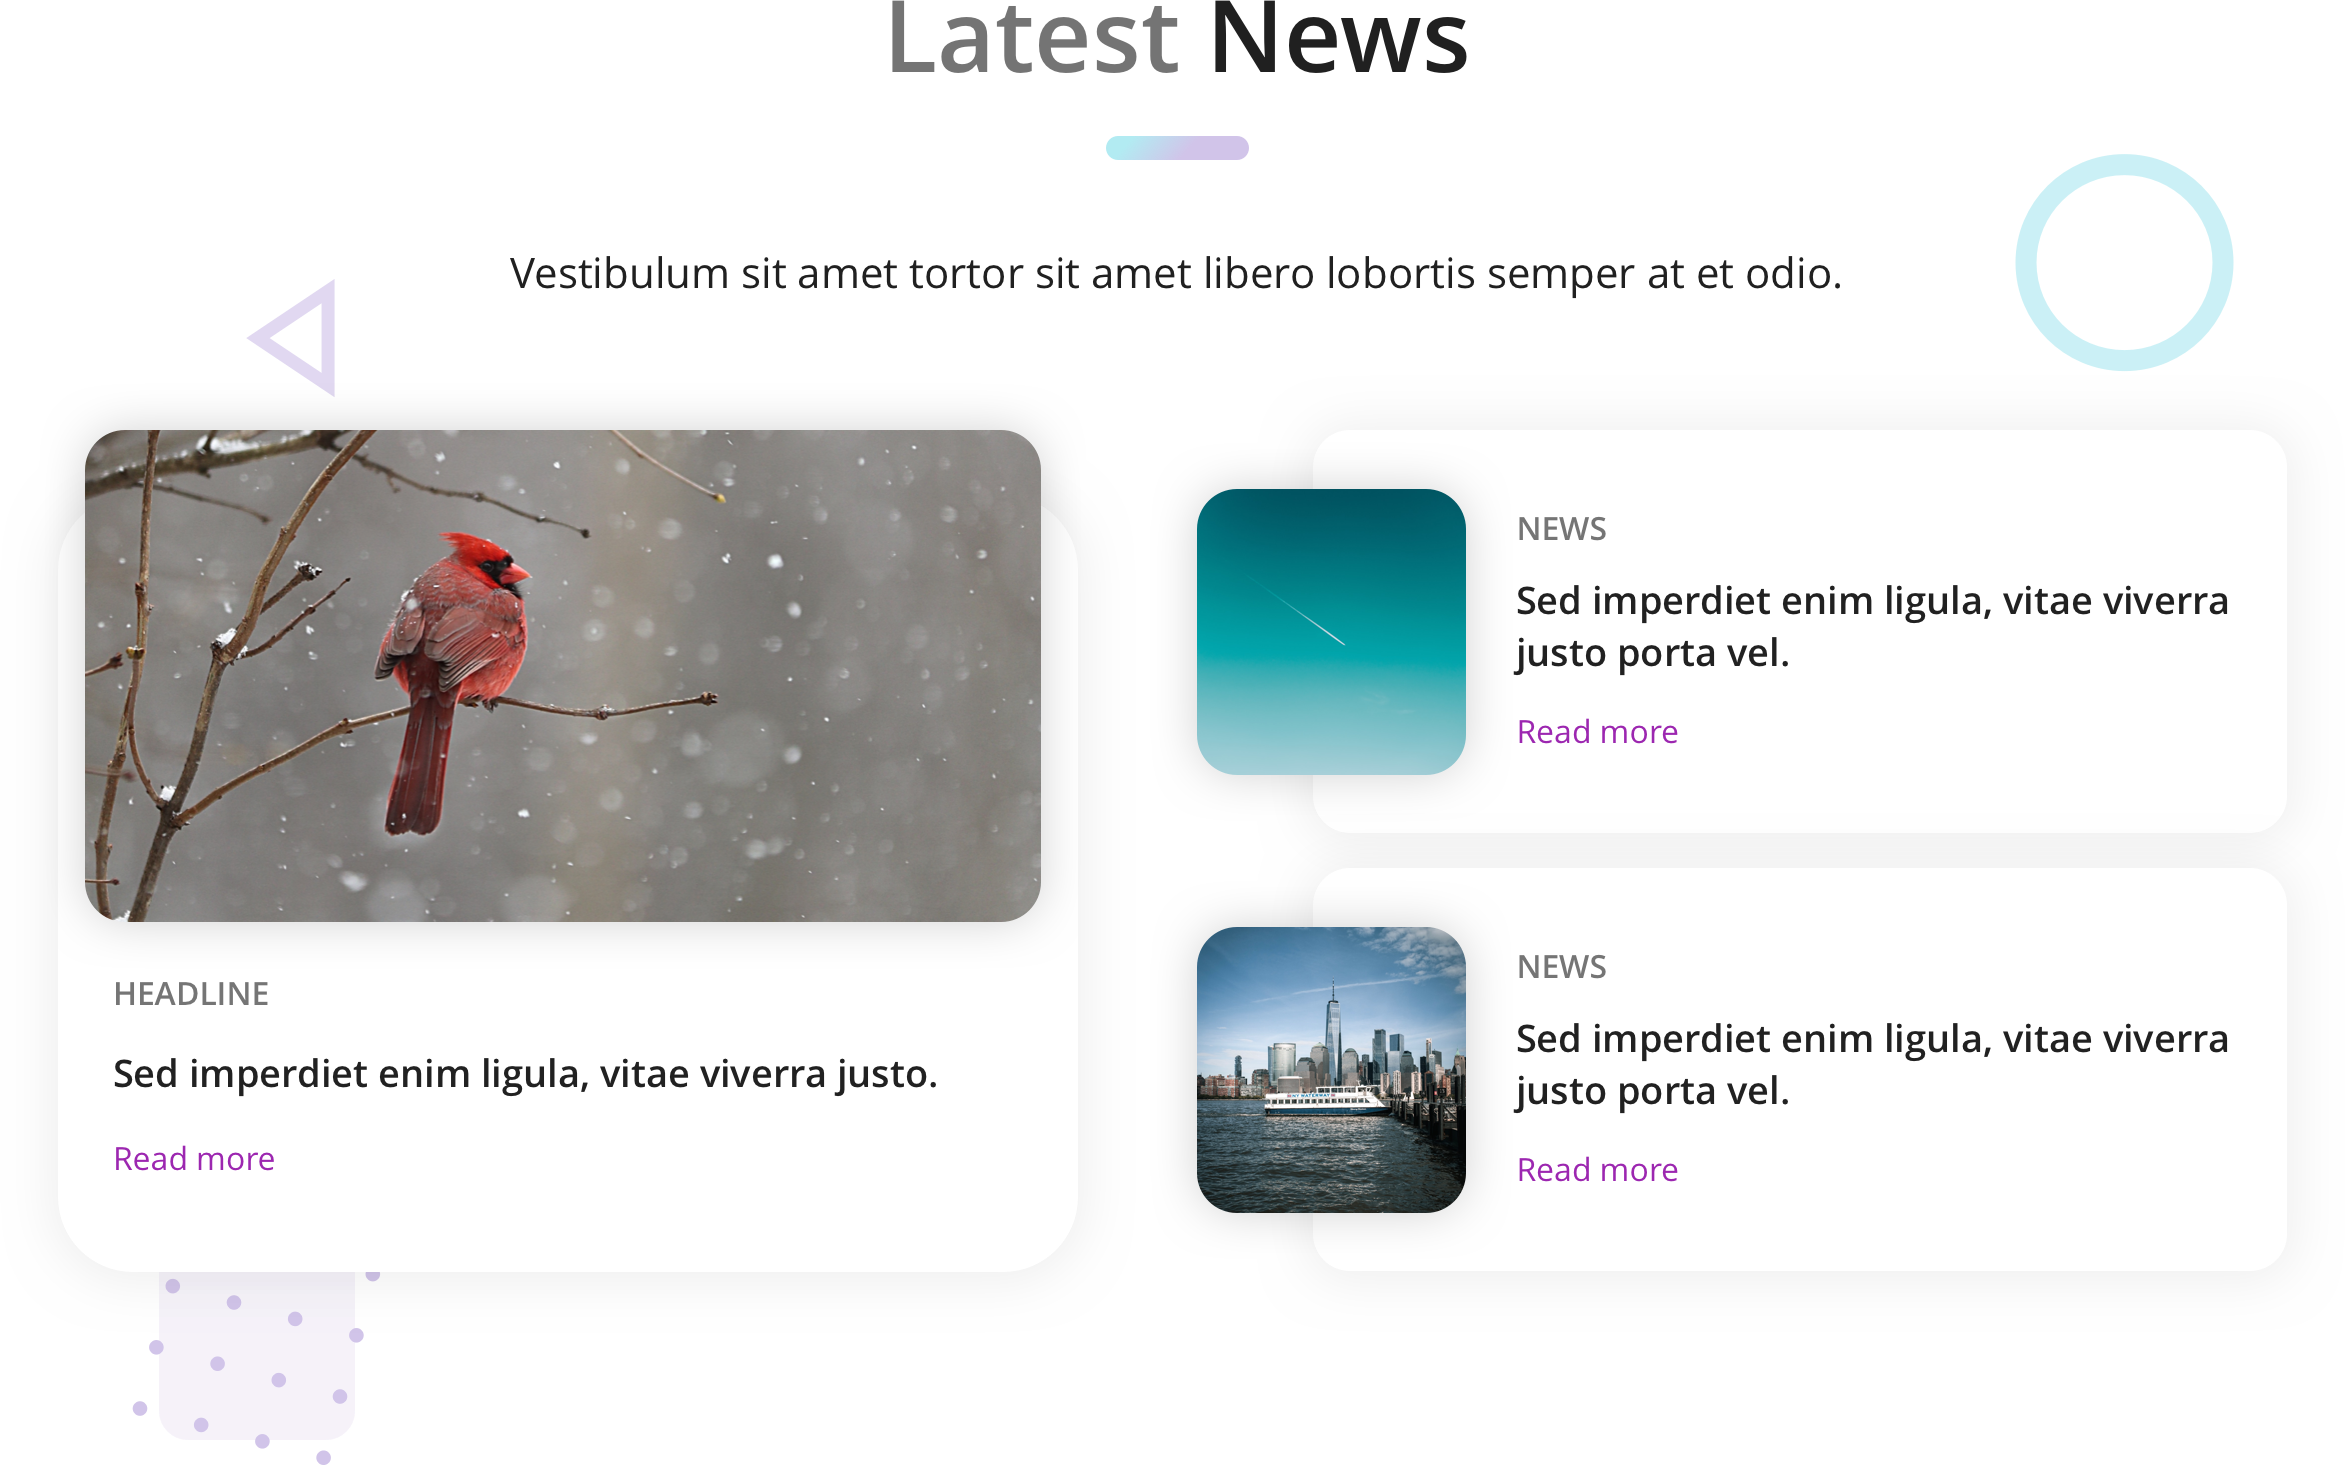 Latest News
Vestibulum sit amet tortor sit amet libero lobortis semper at et odio.
HEADLINE
Sed imperdiet enim ligula, vitae viverra justo.
Read more
NEWS
Sed imperdiet enim ligula, vitae viverra
justo porta vel.
Read more
NY WATERWAY
NEWS
Sed imperdiet enim ligula, vitae viverra
justo porta vel.
Read more